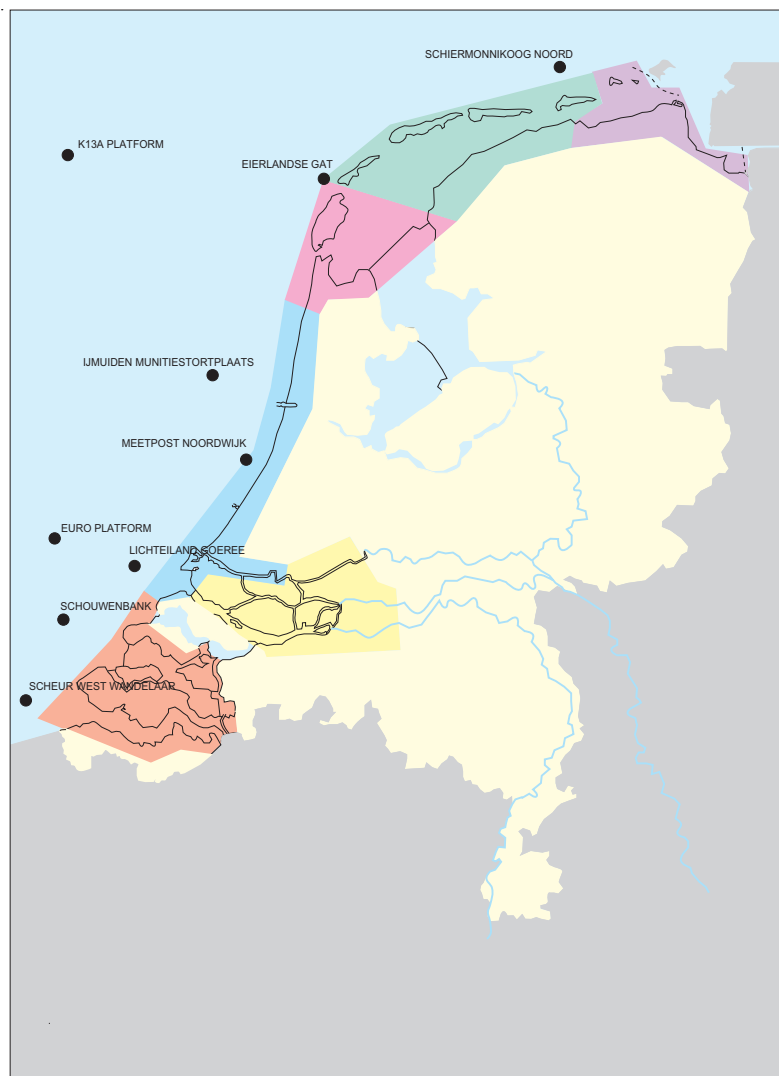 SCHIERMONNIKOOG NOORD
K13A PLATFORM
EIERLANDSE GAT
IJMUIDEN MUNITIESTORTPLAATS
MEETPOST NOORDWIJK
EURO PLATFORM
LICHTEILAND GOEREE
SCHOUWENBANK
SCHEUR WEST WANDELAAR